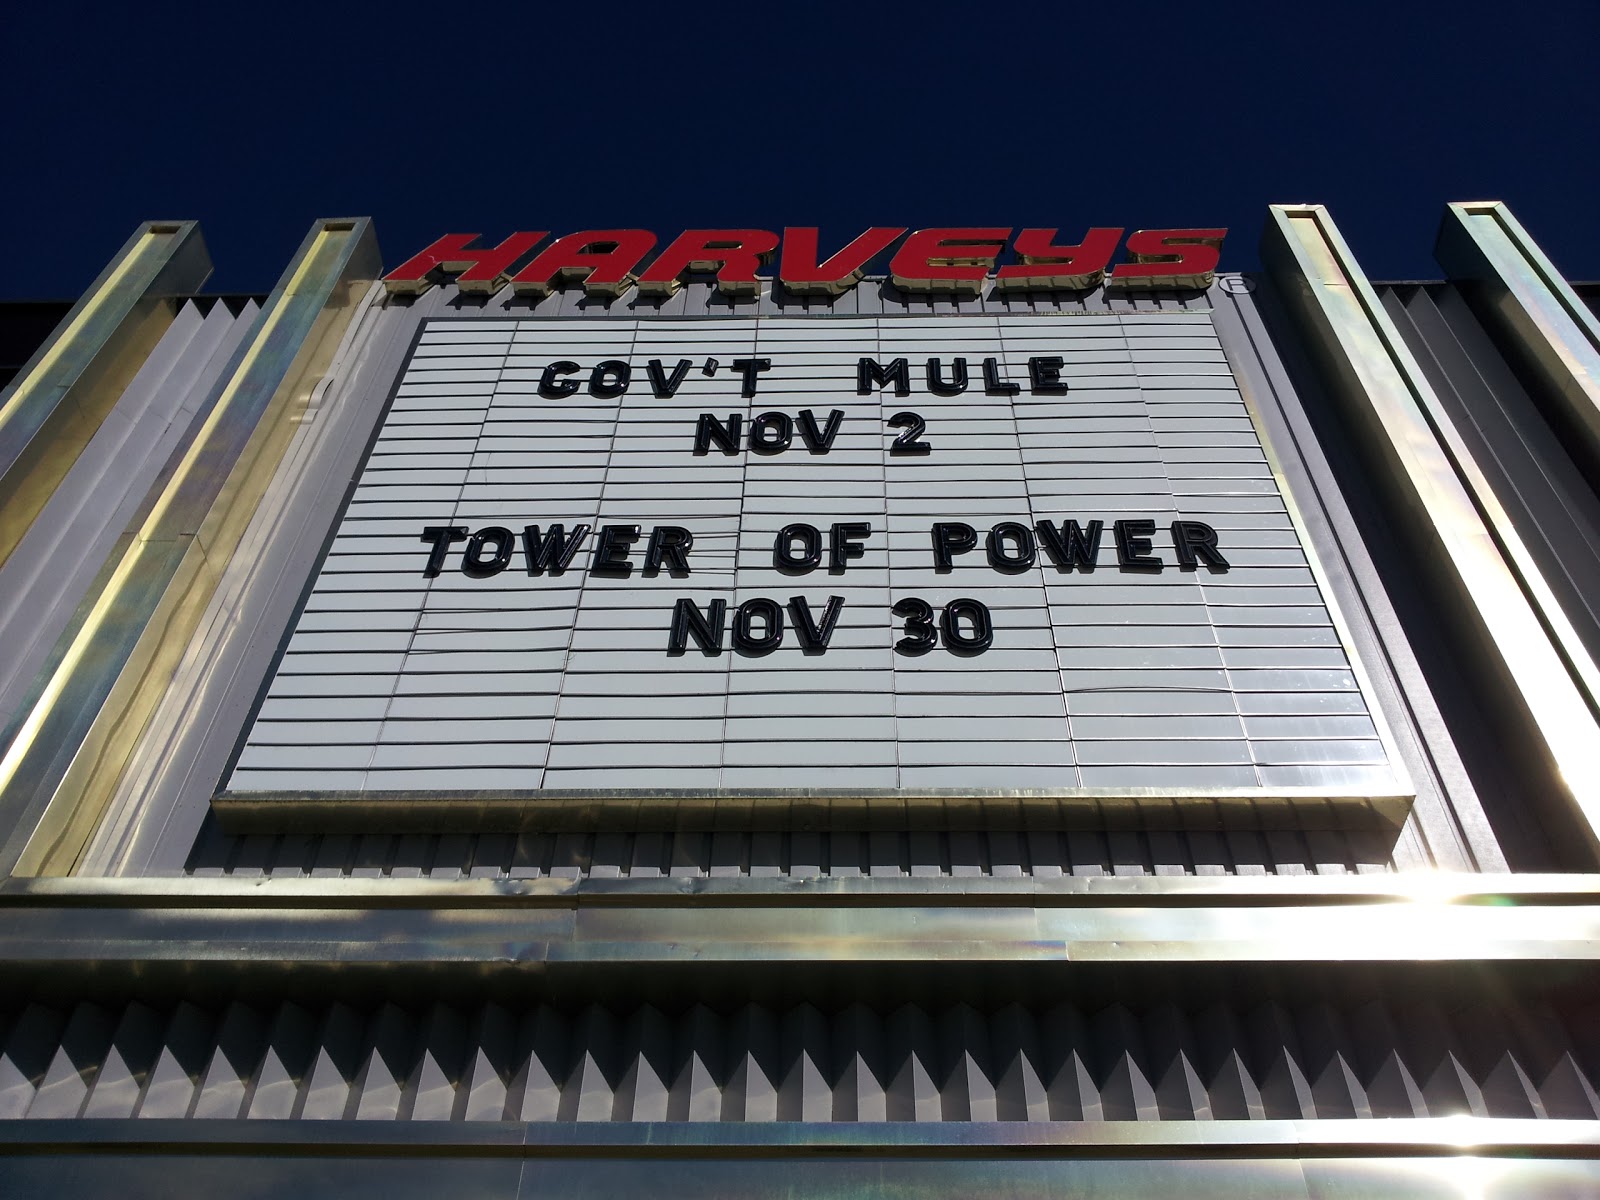 HARVEYS®
GOV'T MULE
NOV 2
TOWER OF POWER
NOV 30